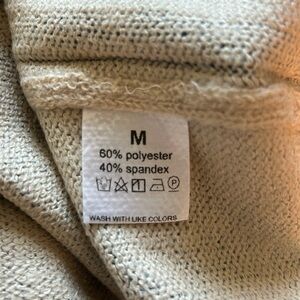 M
60% polyester
40% spandex
P
WASH WITH LIKE COLORS